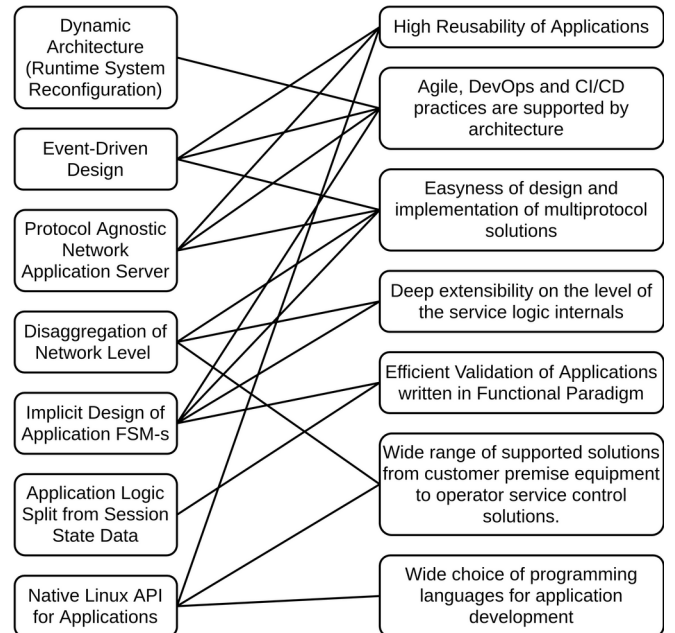 Dynamic
Architecture
(Runtime System
Reconfiguration)
Event-Driven
Design
Protocol Agnostic
Network
Application Server
Disaggregation of
Network Level
Implicit Design of
Application FSM-s
Application Logic
Split from Session
State Data
Native Linux API
for Applications
High Reusability of Applications
Agile, DevOps and CI/CD
practices are supported by
architecture
Easyness of design and
implementation of multiprotocol
solutions
Deep extensibility on the level of
the service logic internals
Efficient Validation of Applications
written in Functional Paradigm
Wide range of supported solutions
from customer premise equipment
to operator service control
solutions.
Wide choice of programming
languages for application
development